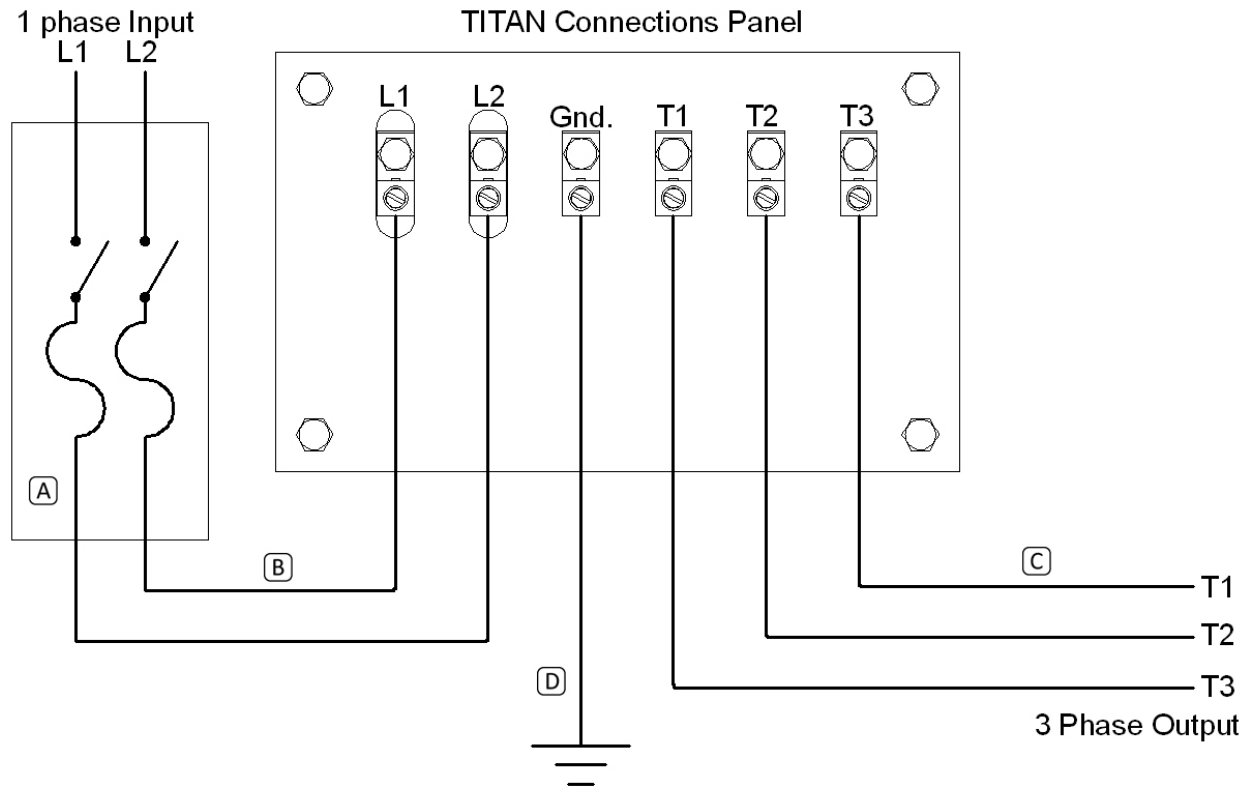 1 phase Input
L1 L2
TITAN Connections Panel
L1 L2 Gnd. T1 T2 T3
A
B
C
D
T1
T2
T3
3 Phase Output